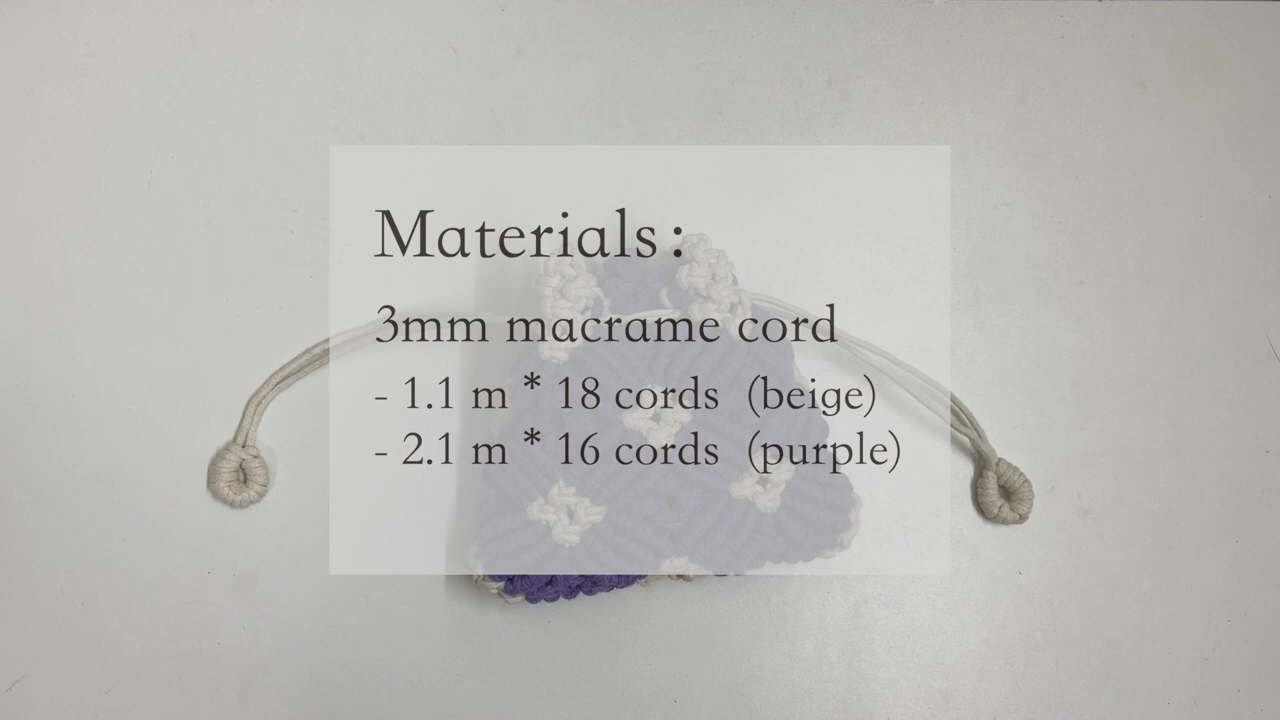 Materials:
3mm macrame cord
- 1.1 m * 18 cords (beige)
- 2.1 m * 16 cords (purple)